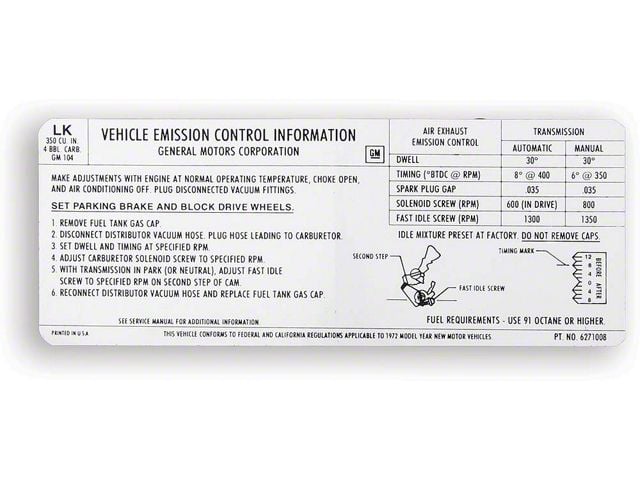 LK
350 CU. IN.
4 BBL. CARB.
GM 104
VEHICLE EMISSION CONTROL INFORMATION
GENERAL MOTORS CORPORATION
GM
MAKE ADJUSTMENTS WITH ENGINE AT NORMAL OPERATING TEMPERATURE, CHOKE OPEN,
AND AIR CONDITIONING OFF. PLUG DISCONNECTED VACUUM FITTINGS.
SET PARKING BRAKE AND BLOCK DRIVE WHEELS.
1. REMOVE FUEL TANK GAS CAP.
2. DISCONNECT DISTRIBUTOR VACUUM HOSE. PLUG HOSE LEADING TO CARBURETOR.
3. SET DWELL AND TIMING AT SPECIFIED RPM.
4. ADJUST CARBURETOR SOLENOID SCREW TO SPECIFIED RPM.
5. WITH TRANSMISSION IN PARK (OR NEUTRAL), ADJUST FAST IDLE
SCREW TO SPECIFIED RPM ON SECOND STEP OF CAM.
6. RECONNECT DISTRIBUTOR VACUUM HOSE AND REPLACE FUEL TANK GAS CAP.
SEE SERVICE MANUAL FOR ADDITIONAL INFORMATION.
AIR EXHAUST
EMISSION CONTROL
TRANSMISSION
AUTOMATIC MANUAL
DWELL 30° 30°
TIMING (°BTDC @ RPM) 8° @ 400 6° @ 350
SPARK PLUG GAP .035 .035
SOLENOID SCREW (RPM) 600 (IN DRIVE) 800
FAST IDLE SCREW (RPM) 1300 1350
IDLE MIXTURE PRESET AT FACTORY. DO NOT REMOVE CAPS.
SECOND STEP
FAST IDLE SCREW
TIMING MARK
BEFORE AFTER
FUEL REQUIREMENTS - USE 91 OCTANE OR HIGHER.
PRINTED IN U.S.A.
THIS VEHICLE CONFORMS TO FEDERAL AND CALIFORNIA REGULATIONS APPLICABLE TO 1972 MODEL YEAR NEW MOTOR VEHICLES.
PT. NO. 6271008